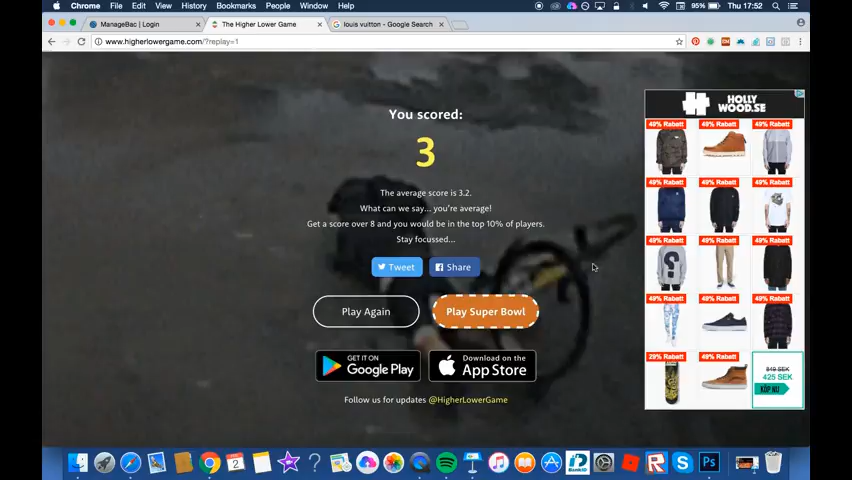 Chrome File Edit View History Bookmarks People Window Help
95% Thu 17:52
ManageBac | Login
The Higher Lower Game
louis vuitton - Google Search
www.higherlowergame.com/?replay=1
You scored:
3
The average score is 3.2.
What can we say... you're average!
Get a score over 8 and you would be in the top 10% of players.
Stay focussed...
Tweet
Share
Play Again
Play Super Bowl
GET IT ON
Google Play
Download on the
App Store
Follow us for updates @HigherLowerGame
HOLLY
WOOD.SE
49% Rabatt 49% Rabatt 49% Rabatt
49% Rabatt 49% Rabatt 49% Rabatt
49% Rabatt 49% Rabatt 49% Rabatt
49% Rabatt 49% Rabatt 49% Rabatt
29% Rabatt 49% Rabatt
849 SEK
425 SEK
KÖP NU